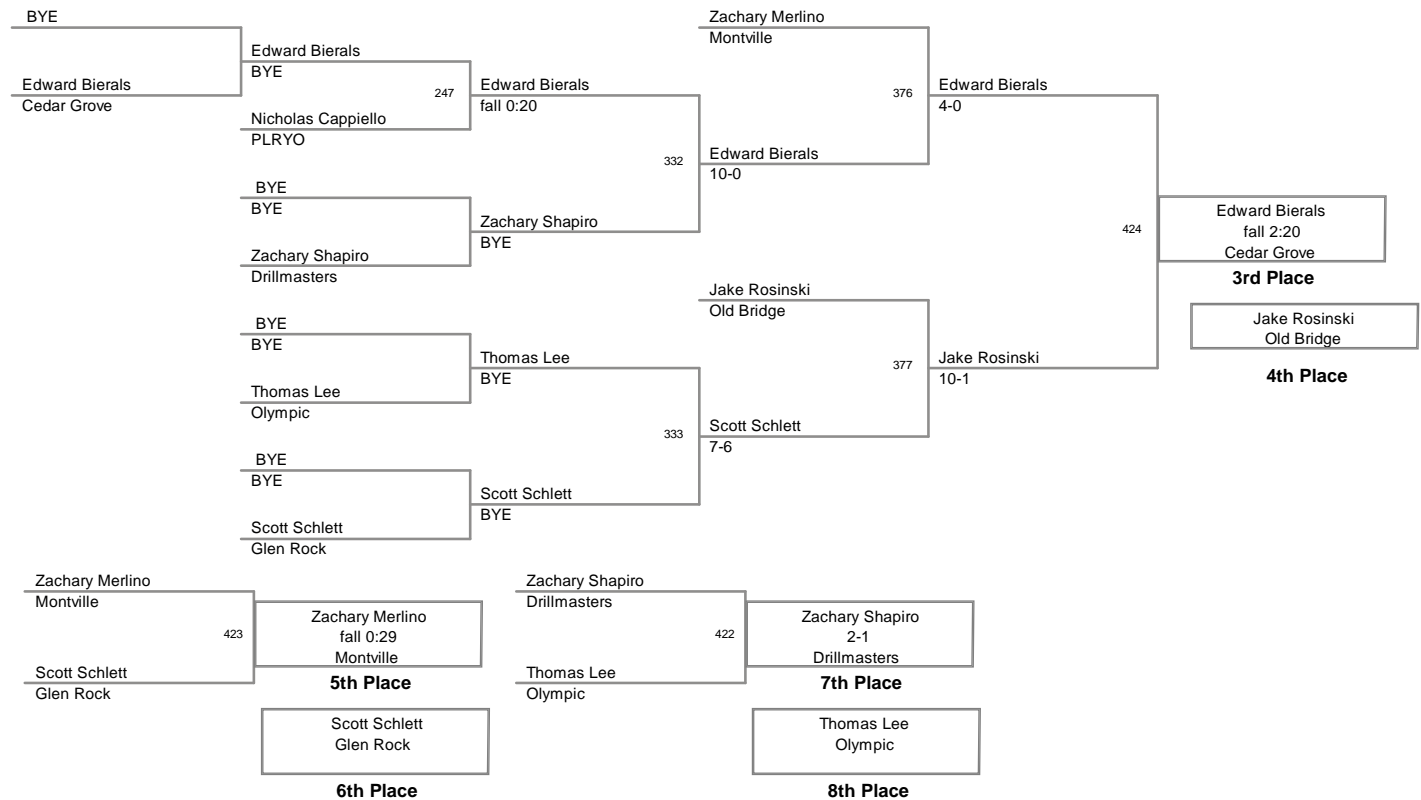 BYE
Edward Bierals
Cedar Grove
Edward Bierals
BYE
247
Nicholas Cappiello
PLRYO
Edward Bierals
fall 0:20
BYE
BYE
Zachary Shapiro
Drillmasters
Zachary Shapiro
BYE
332
Edward Bierals
10-0
Zachary Merlino
Montville
376
Edward Bierals
4-0
BYE
BYE
Thomas Lee
Olympic
Thomas Lee
BYE
BYE
BYE
Scott Schlett
Glen Rock
Scott Schlett
BYE
333
Scott Schlett
7-6
Jake Rosinski
Old Bridge
377
Jake Rosinski
10-1
424
Edward Bierals
fall 2:20
Cedar Grove
3rd Place
Jake Rosinski
Old Bridge
4th Place
Zachary Merlino
Montville
423
Scott Schlett
Glen Rock
Zachary Merlino
fall 0:29
Montville
5th Place
Scott Schlett
Glen Rock
6th Place
Zachary Shapiro
Drillmasters
422
Thomas Lee
Olympic
Zachary Shapiro
2-1
Drillmasters
7th Place
Thomas Lee
Olympic
8th Place